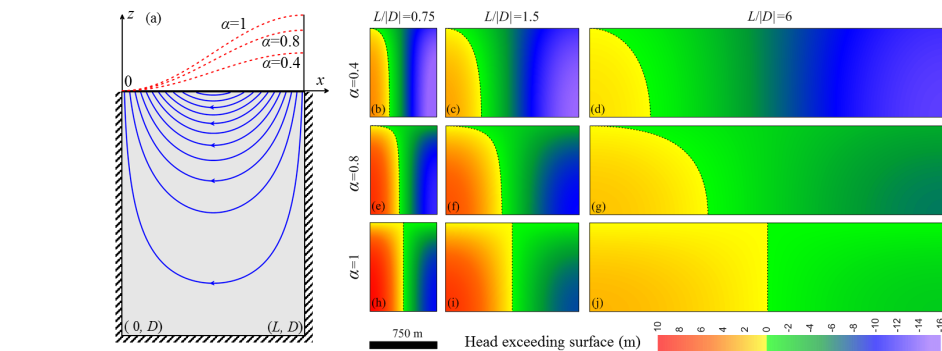 z (a)
α=1
α=0.8
α=0.4
0 x
( 0, D) (L, D)
L/|D|=0.75 L/|D|=1.5 L/|D|=6
α=0.4
(b) (c) (d)
α=0.8
(e) (f) (g)
α=1
(h) (i) (j)
750 m
Head exceeding surface (m)
10 8 6 4 2 0 -2 -4 -6 -8 -10 -12 -14 -16